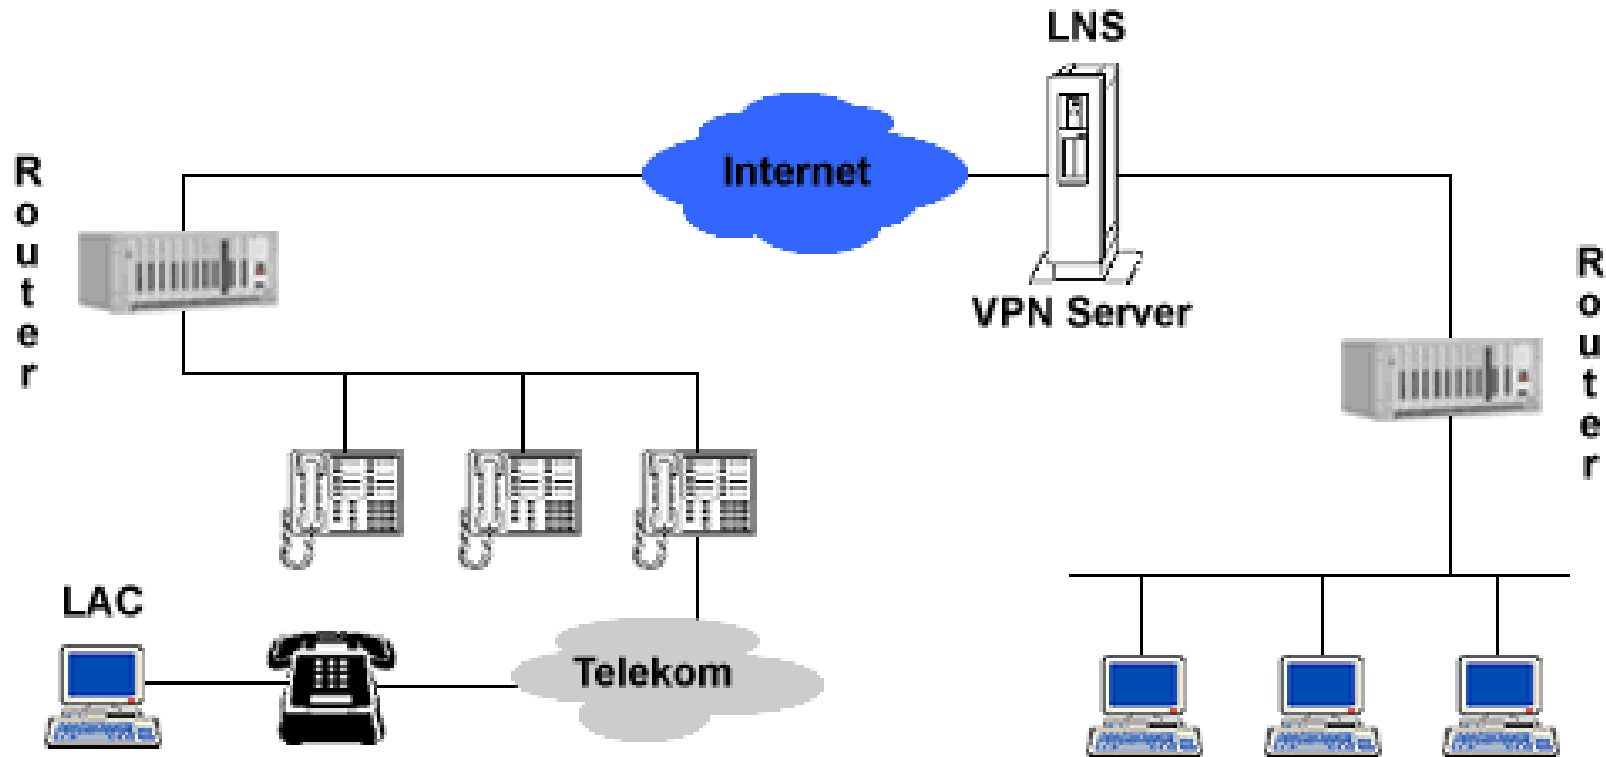 LNS
Internet
Router
VPN Server
Router
LAC
Telekom